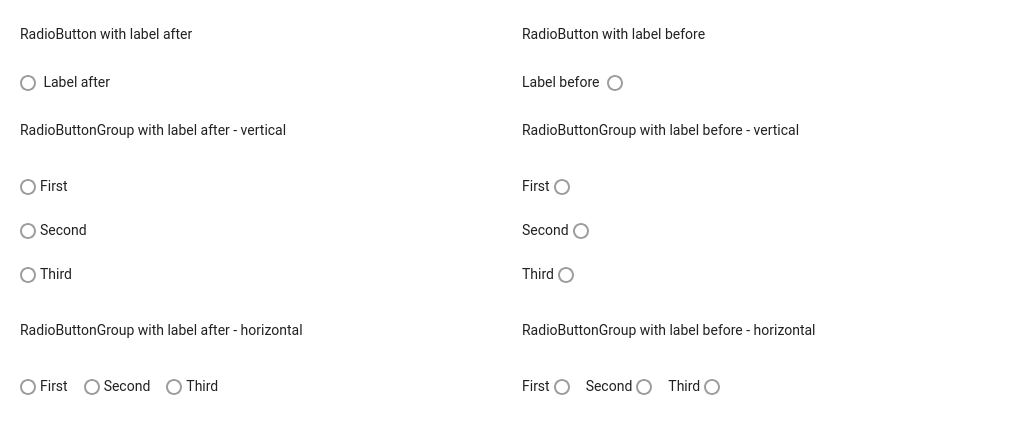 RadioButton with label after
Label after
RadioButtonGroup with label after - vertical
First
Second
Third
RadioButtonGroup with label after - horizontal
First Second Third
RadioButton with label before
Label before
RadioButtonGroup with label before - vertical
First
Second
Third
RadioButtonGroup with label before - horizontal
First Second Third